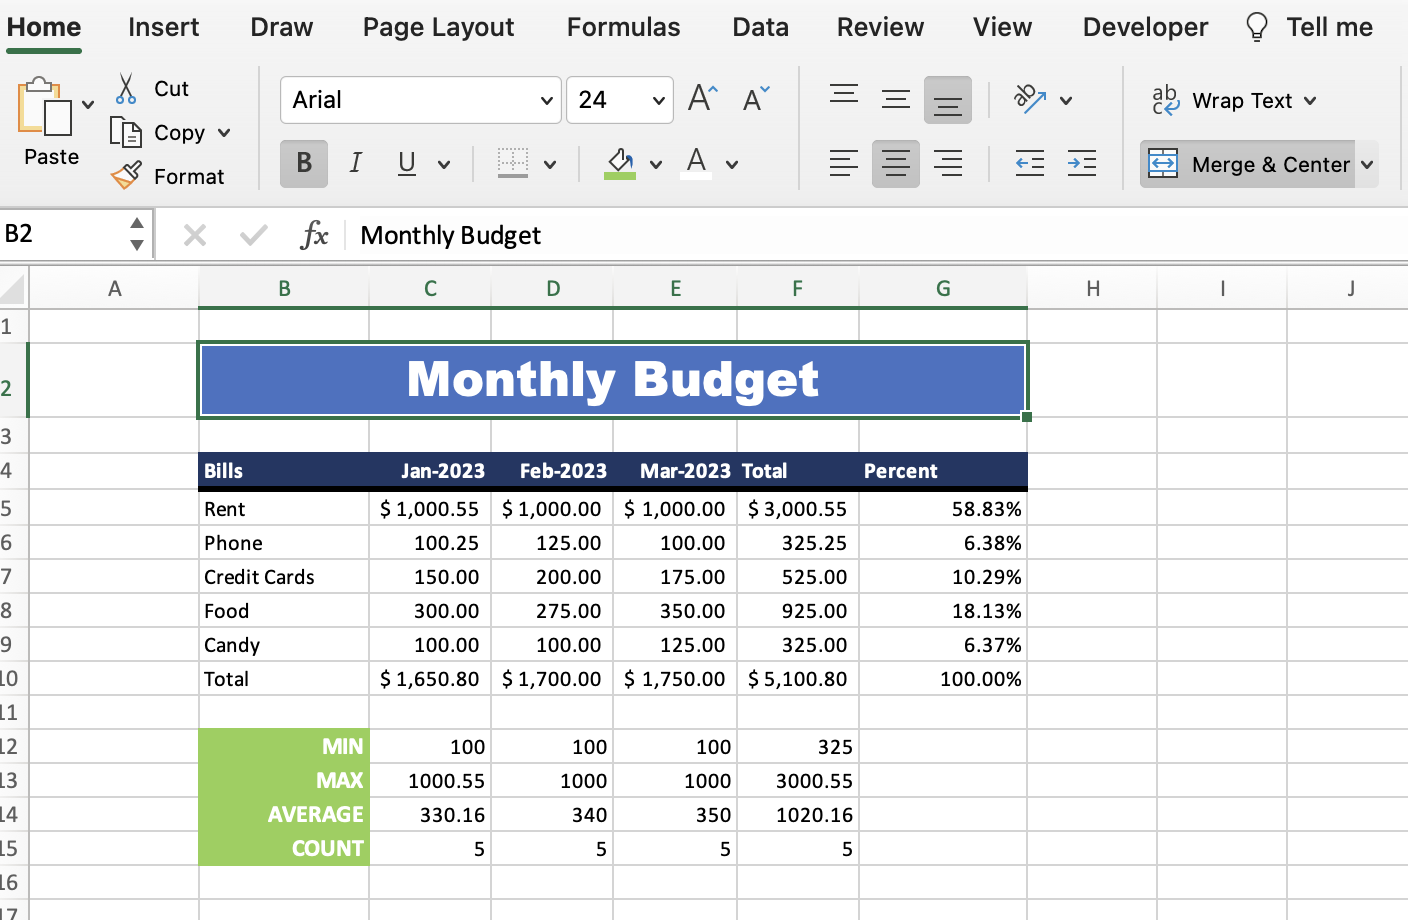 Home Insert Draw Page Layout Formulas Data Review View Developer Tell me
Paste
Cut
Copy
Format
Arial 24 A A
B I U A
ab
c
Wrap Text
Merge & Center
B2 fx Monthly Budget
A B C D E F G H I J
1
2 Monthly Budget
3
4 Bills Jan-2023 Feb-2023 Mar-2023 Total Percent
5 Rent $ 1,000.55 $ 1,000.00 $ 1,000.00 $ 3,000.55 58.83%
6 Phone 100.25 125.00 100.00 325.25 6.38%
7 Credit Cards 150.00 200.00 175.00 525.00 10.29%
8 Food 300.00 275.00 350.00 925.00 18.13%
9 Candy 100.00 100.00 125.00 325.00 6.37%
10 Total $ 1,650.80 $ 1,700.00 $ 1,750.00 $ 5,100.80 100.00%
11
12 MIN 100 100 100 325
13 MAX 1000.55 1000 1000 3000.55
14 AVERAGE 330.16 340 350 1020.16
15 COUNT 5 5 5 5
16
17